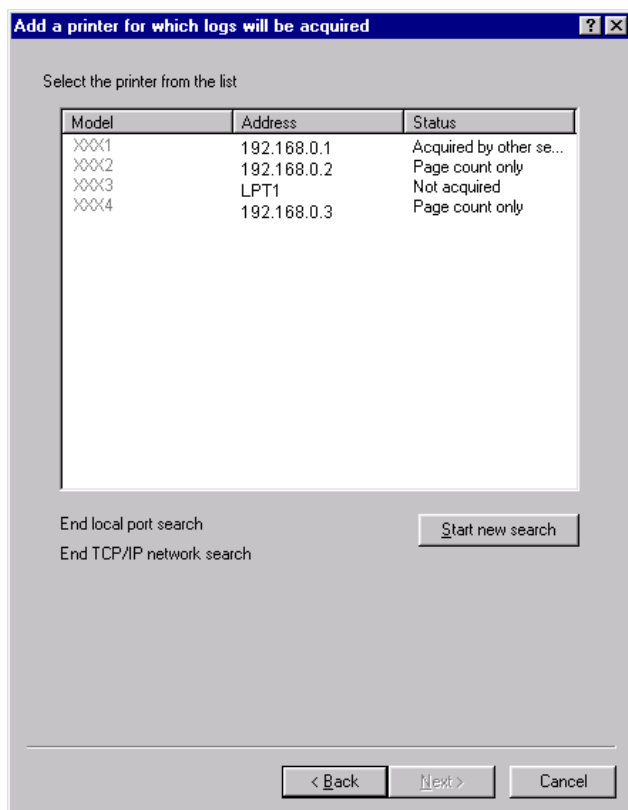 Add a printer for which logs will be acquired
Select the printer from the list
Model Address Status
XXX1 192.168.0.1 Acquired by other se...
XXX2 192.168.0.2 Page count only
XXX3 LPT1 Not acquired
XXX4 192.168.0.3 Page count only
End local port search
Start new search
End TCP/IP network search
< Back Next > Cancel